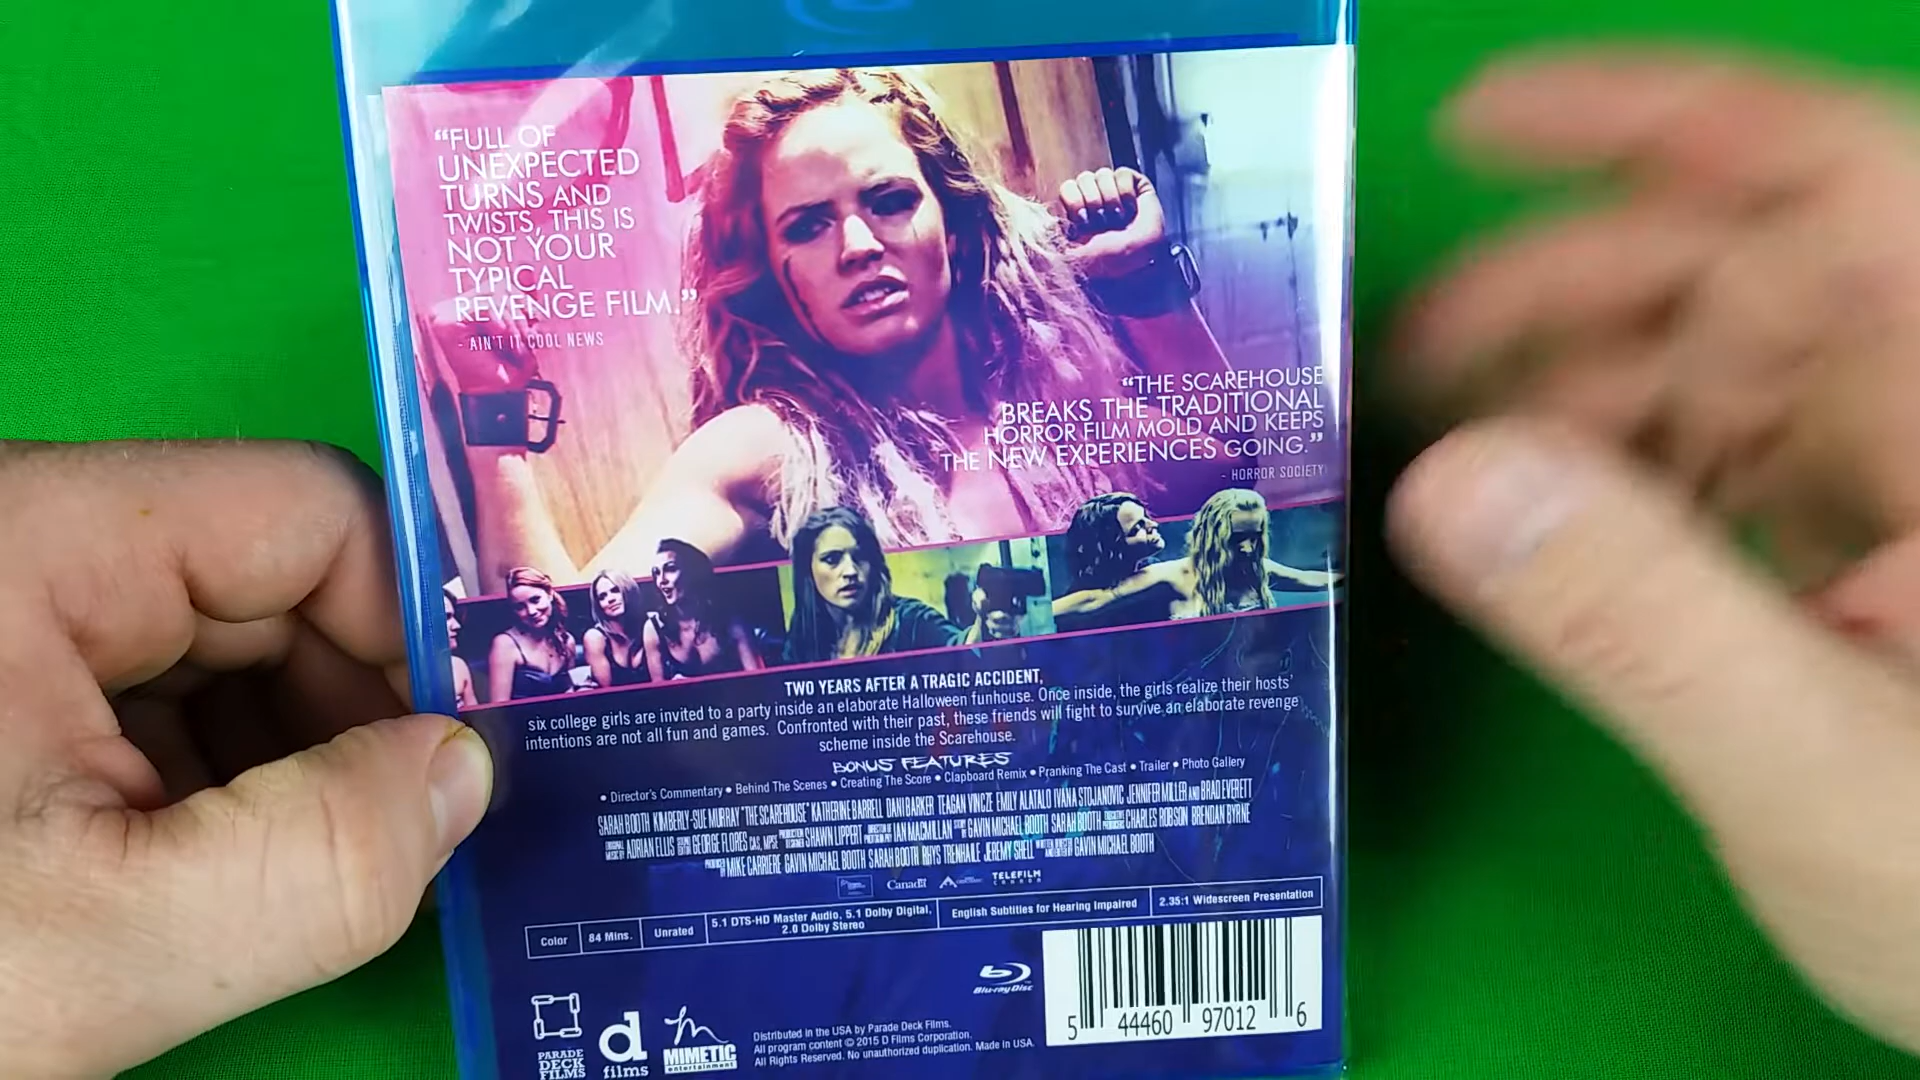 “FULL OF
UNEXPECTED
TURNS AND
TWISTS, THIS IS
NOT YOUR
TYPICAL
REVENGE FILM.”
- AIN'T IT COOL NEWS
“THE SCAREHOUSE
BREAKS THE TRADITIONAL
HORROR FILM MOLD AND KEEPS
THE NEW EXPERIENCES GOING.”
- HORROR SOCIETY
TWO YEARS AFTER A TRAGIC ACCIDENT,
six college girls are invited to a party inside an elaborate Halloween funhouse. Once inside, the girls realize their hosts'
intentions are not all fun and games. Confronted with their past, these friends will fight to survive an elaborate revenge
scheme inside the Scarehouse.
BONUS FEATURES
• Director's Commentary • Behind The Scenes • Creating The Score • Clapboard Remix • Pranking The Cast • Trailer • Photo Gallery
SARAH BOOTH KIMBERLY-SUE MURRAY "THE SCAREHOUSE" KATHERINE BARRELL DANI BARKER TEAGAN VINCZE EMILY ALATALO IVANA STOJANOVIC JENNIFER MILLER AND BRAD EVERETT
ADRIAN ELLIS GEORGE FLORES CAS, MPSE SHAWN LIPPERT IAN MACMILLAN GAVIN MICHAEL BOOTH SARAH BOOTH CHARLES ROBSON BRENDAN BYRNE
MIKE CARRIERE GAVIN MICHAEL BOOTH SARAH BOOTH RHYS TRENHAILE JEREMY SHELL GAVIN MICHAEL BOOTH
Canada TELEFILM
CANADA
Color 84 Mins. Unrated 5.1 DTS-HD Master Audio, 5.1 Dolby Digital, English Subtitles for Hearing Impaired 2.35:1 Widescreen Presentation
2.0 Dolby Stereo
Blu-ray Disc
5 44460 97012 6
PARADE
DECK
FILMS
d
films
m
MIMETIC
entertainment
Distributed in the USA by Parade Deck Films.
All program content © 2015 D Films Corporation.
All Rights Reserved. No unauthorized duplication. Made in USA.